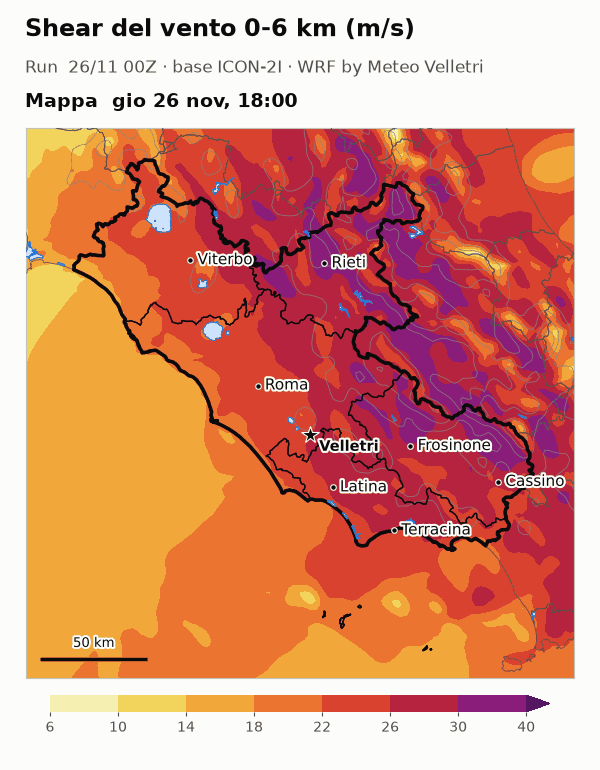 Shear del vento 0-6 km (m/s)
Run  26/11 00Z · base ICON-2I · WRF by Meteo Velletri
Mappa  gio 26 nov, 18:00
Viterbo
Rieti
Roma
Velletri
Frosinone
Latina
Cassino
Terracina
50 km
6 10 14 18 22 26 30 40